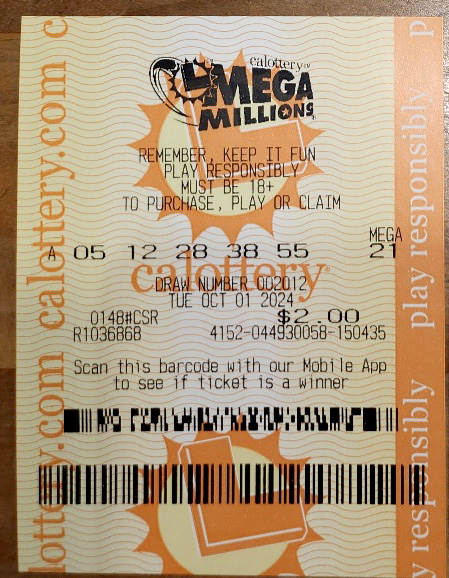 calottery™
MEGA
MILLIONS
REMEMBER, KEEP IT FUN
PLAY RESPONSIBLY
MUST BE 18+
TO PURCHASE, PLAY OR CLAIM
MEGA
A 05 12 28 38 55 21
calottery®
DRAW NUMBER 002012
TUE OCT 01 2024
0148#CSR $2.00
R1036868 4152-044930058-150435
Scan this barcode with our Mobile App
to see if ticket is a winner
lottery.com calottery.com c
y responsibly play responsibly p